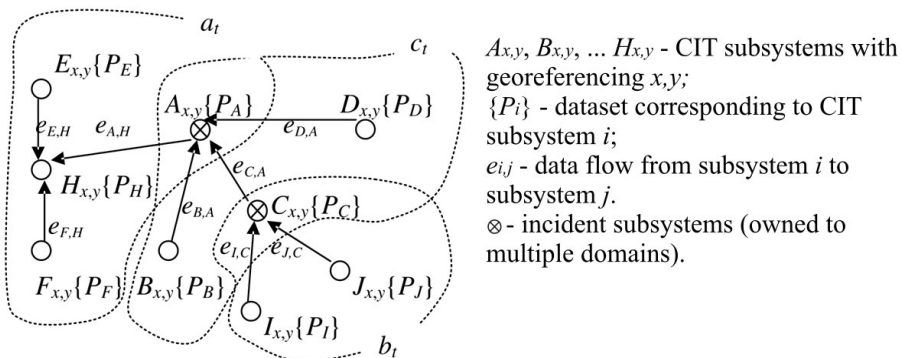 a_t
c_t
E_{x,y}{P_E}
A_{x,y}{P_A}
D_{x,y}{P_D}
e_{E,H}
e_{A,H}
e_{D,A}
e_{C,A}
H_{x,y}{P_H}
C_{x,y}{P_C}
e_{B,A}
e_{F,H}
e_{I,C}
e_{J,C}
F_{x,y}{P_F}
B_{x,y}{P_B}
J_{x,y}{P_J}
I_{x,y}{P_I}
b_t
A_{x,y}, B_{x,y}, ... H_{x,y} - CIT subsystems with
georeferencing x,y;
{P_i} - dataset corresponding to CIT
subsystem i;
e_{i,j} - data flow from subsystem i to
subsystem j.
⊗ - incident subsystems (owned to
multiple domains).